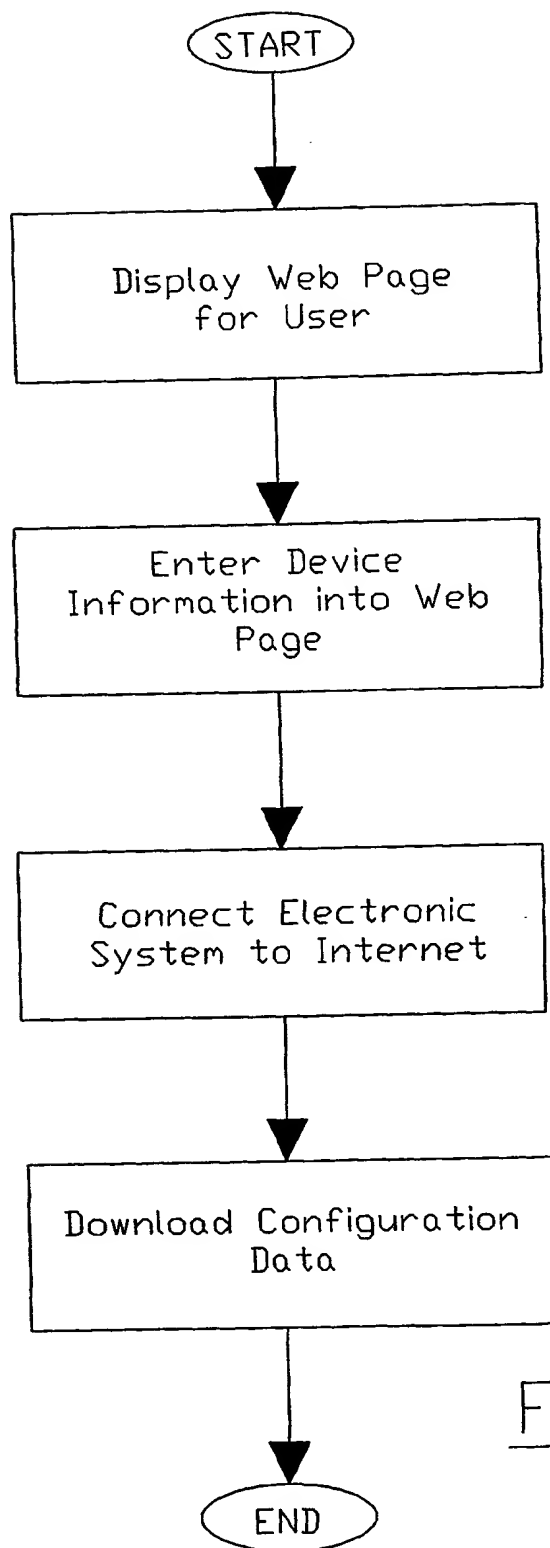 START
Display Web Page
for User
Enter Device
Information into Web
Page
Connect Electronic
System to Internet
Download Configuration
Data
F
END